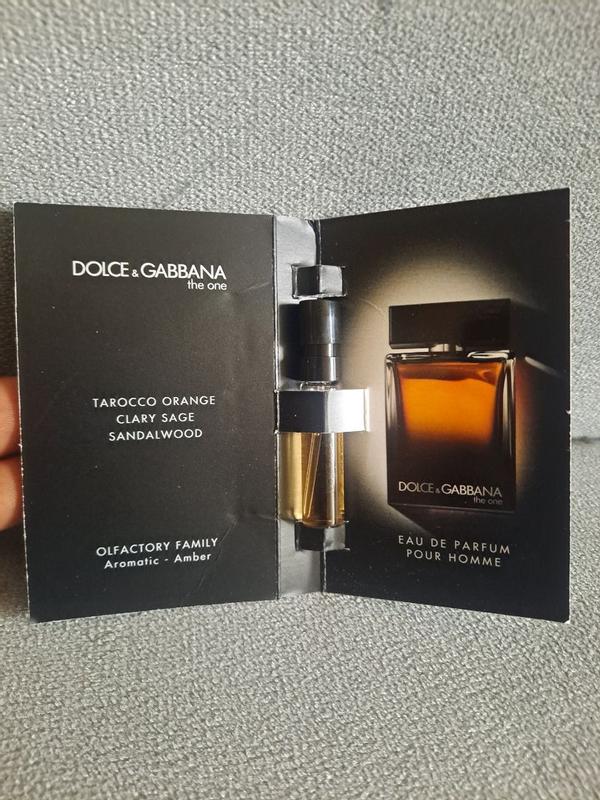 DOLCE & GABBANA
the one
TAROCCO ORANGE
CLARY SAGE
SANDALWOOD
OLFACTORY FAMILY
Aromatic - Amber
DOLCE & GABBANA
the one
EAU DE PARFUM
POUR HOMME